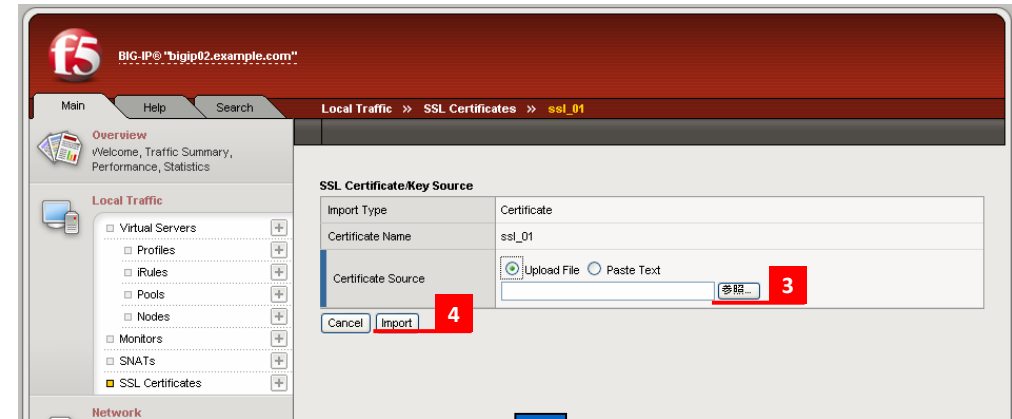 f5
BIG-IP® "bigip02.example.com"
Main Help Search
Local Traffic » SSL Certificates » ssl_01
Overview
Welcome, Traffic Summary,
Performance, Statistics
Local Traffic
Virtual Servers
Profiles
iRules
Pools
Nodes
Monitors
SNATs
SSL Certificates
Network
SSL Certificate/Key Source
Import Type Certificate
Certificate Name ssl_01
Certificate Source Upload File Paste Text
参照... 3
Cancel Import 4